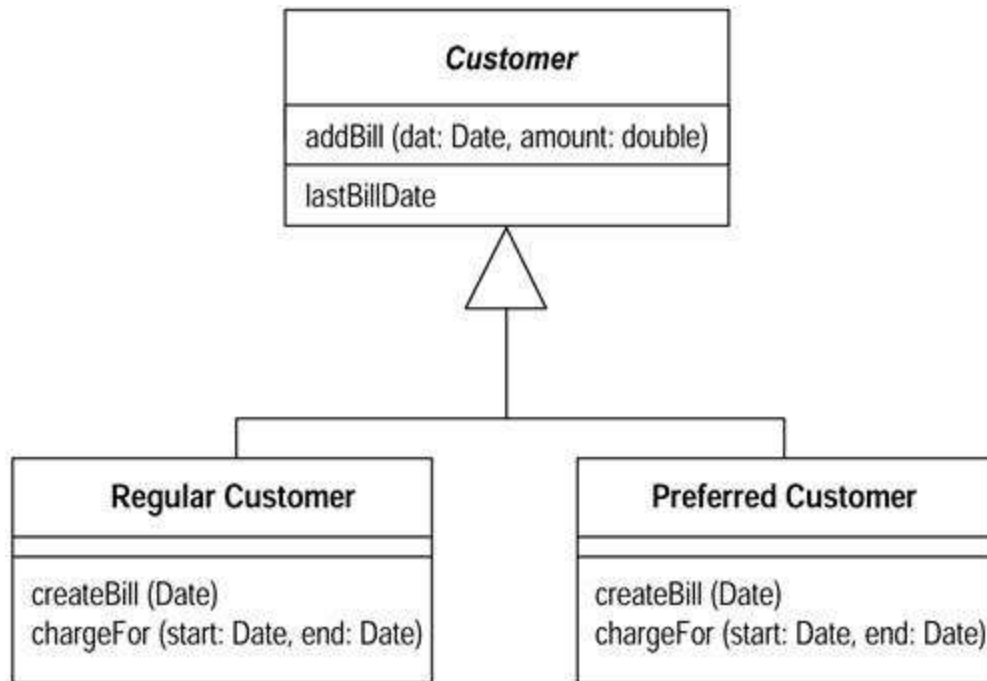 Customer
addBill (dat: Date, amount: double)
lastBillDate
Regular Customer
createBill (Date)
chargeFor (start: Date, end: Date)
Preferred Customer
createBill (Date)
chargeFor (start: Date, end: Date)